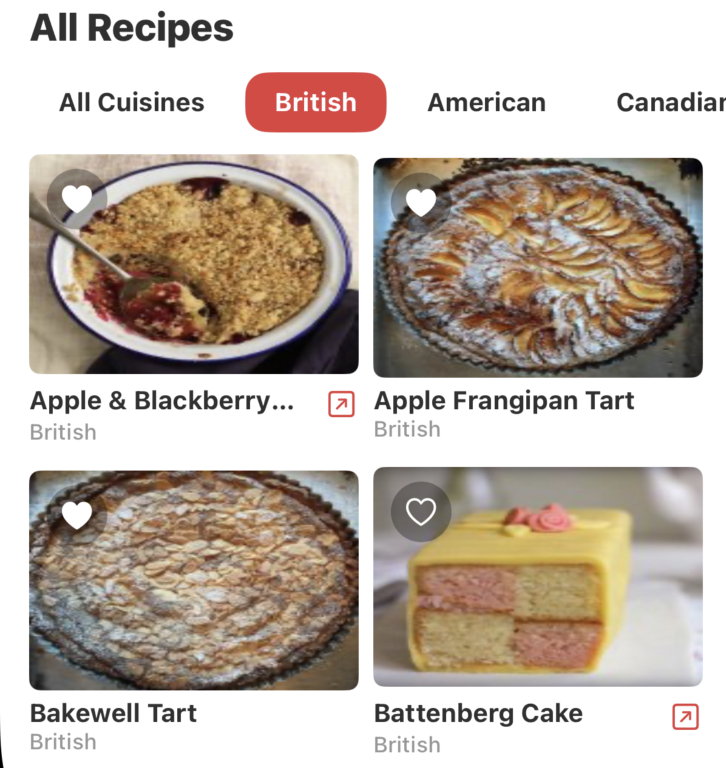 All Recipes
All Cuisines British American Canadian
Apple & Blackberry... Apple Frangipan Tart
British British
Bakewell Tart Battenberg Cake
British British